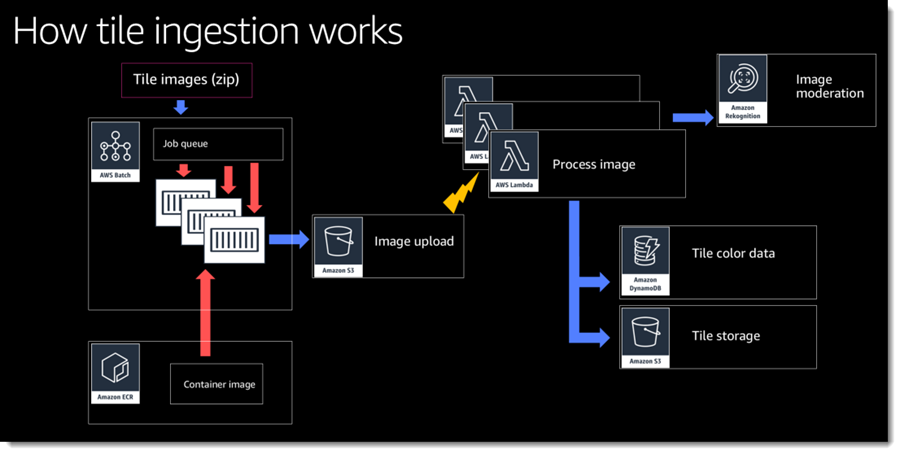 How tile ingestion works
Tile images (zip)
Job queue
AWS Batch
Image upload
Amazon S3
Container image
Amazon ECR
AWS
AWS L
Process image
AWS Lambda
Image
moderation
Amazon
Rekognition
Tile color data
Amazon
DynamoDB
Tile storage
Amazon S3